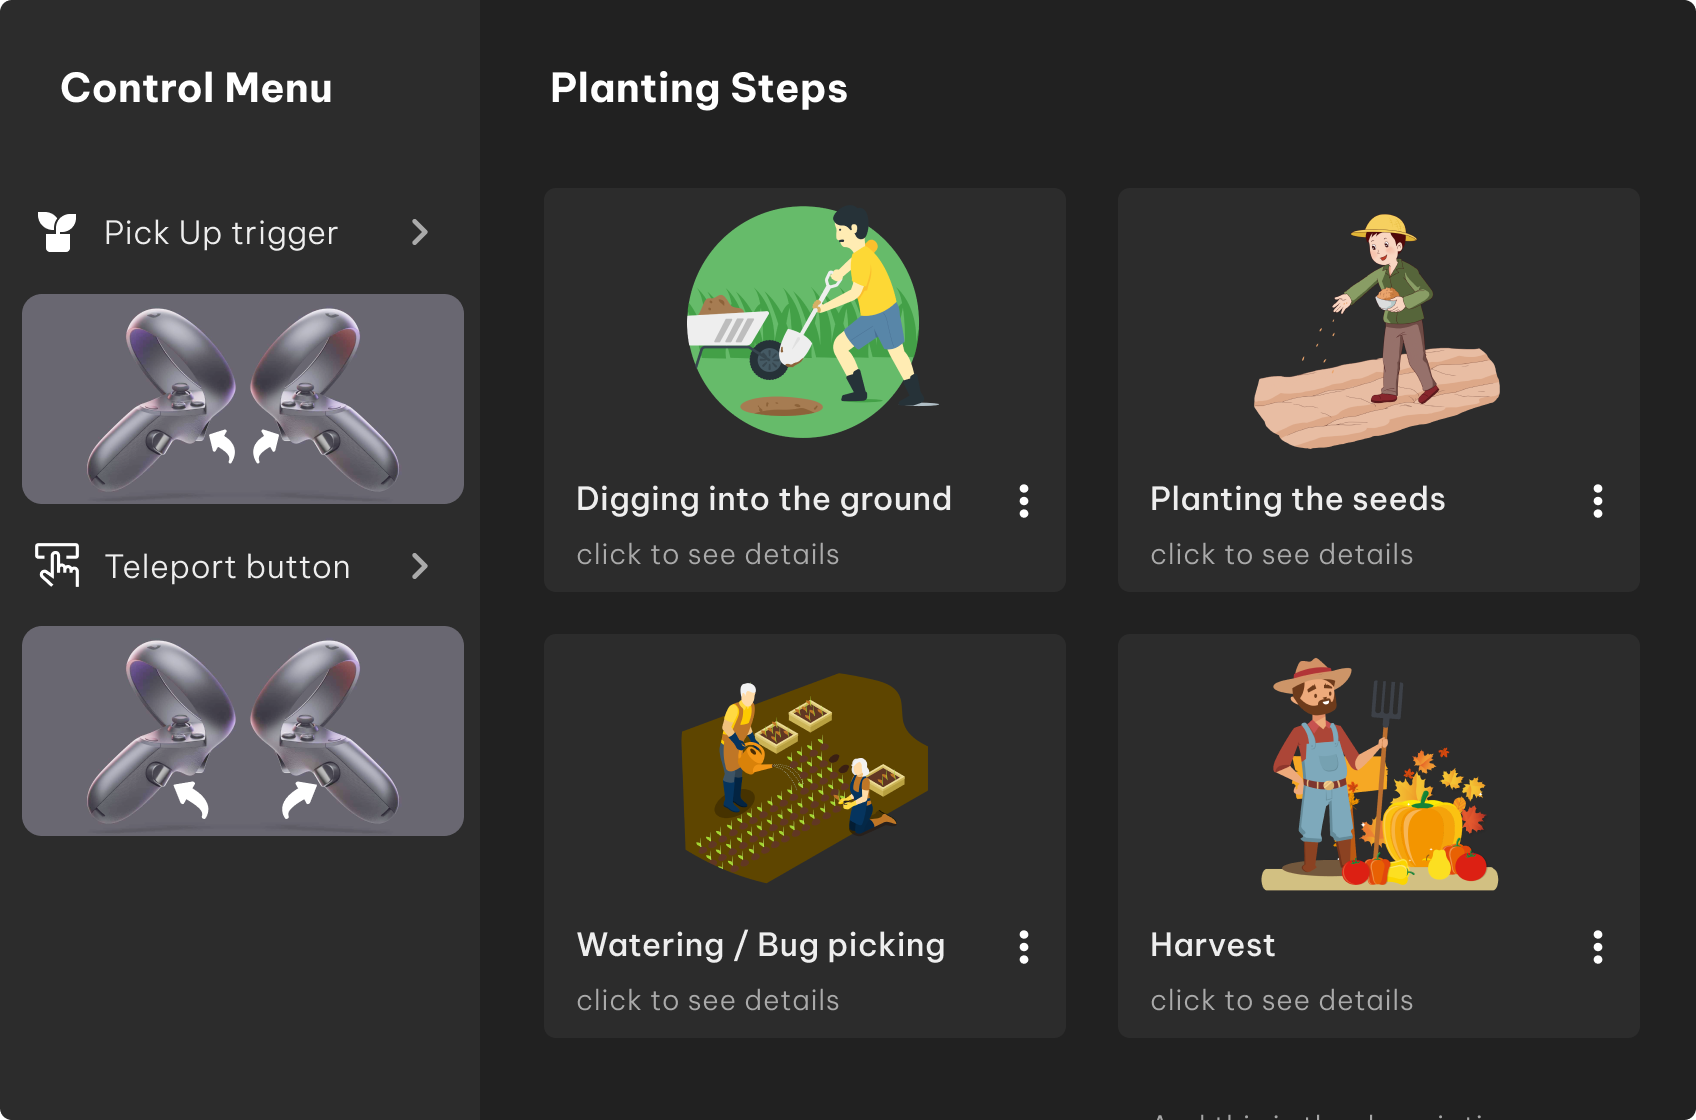 Control Menu
Pick Up trigger
Teleport button
Planting Steps
Digging into the ground
click to see details
Planting the seeds
click to see details
Watering / Bug picking
click to see details
Harvest
click to see details